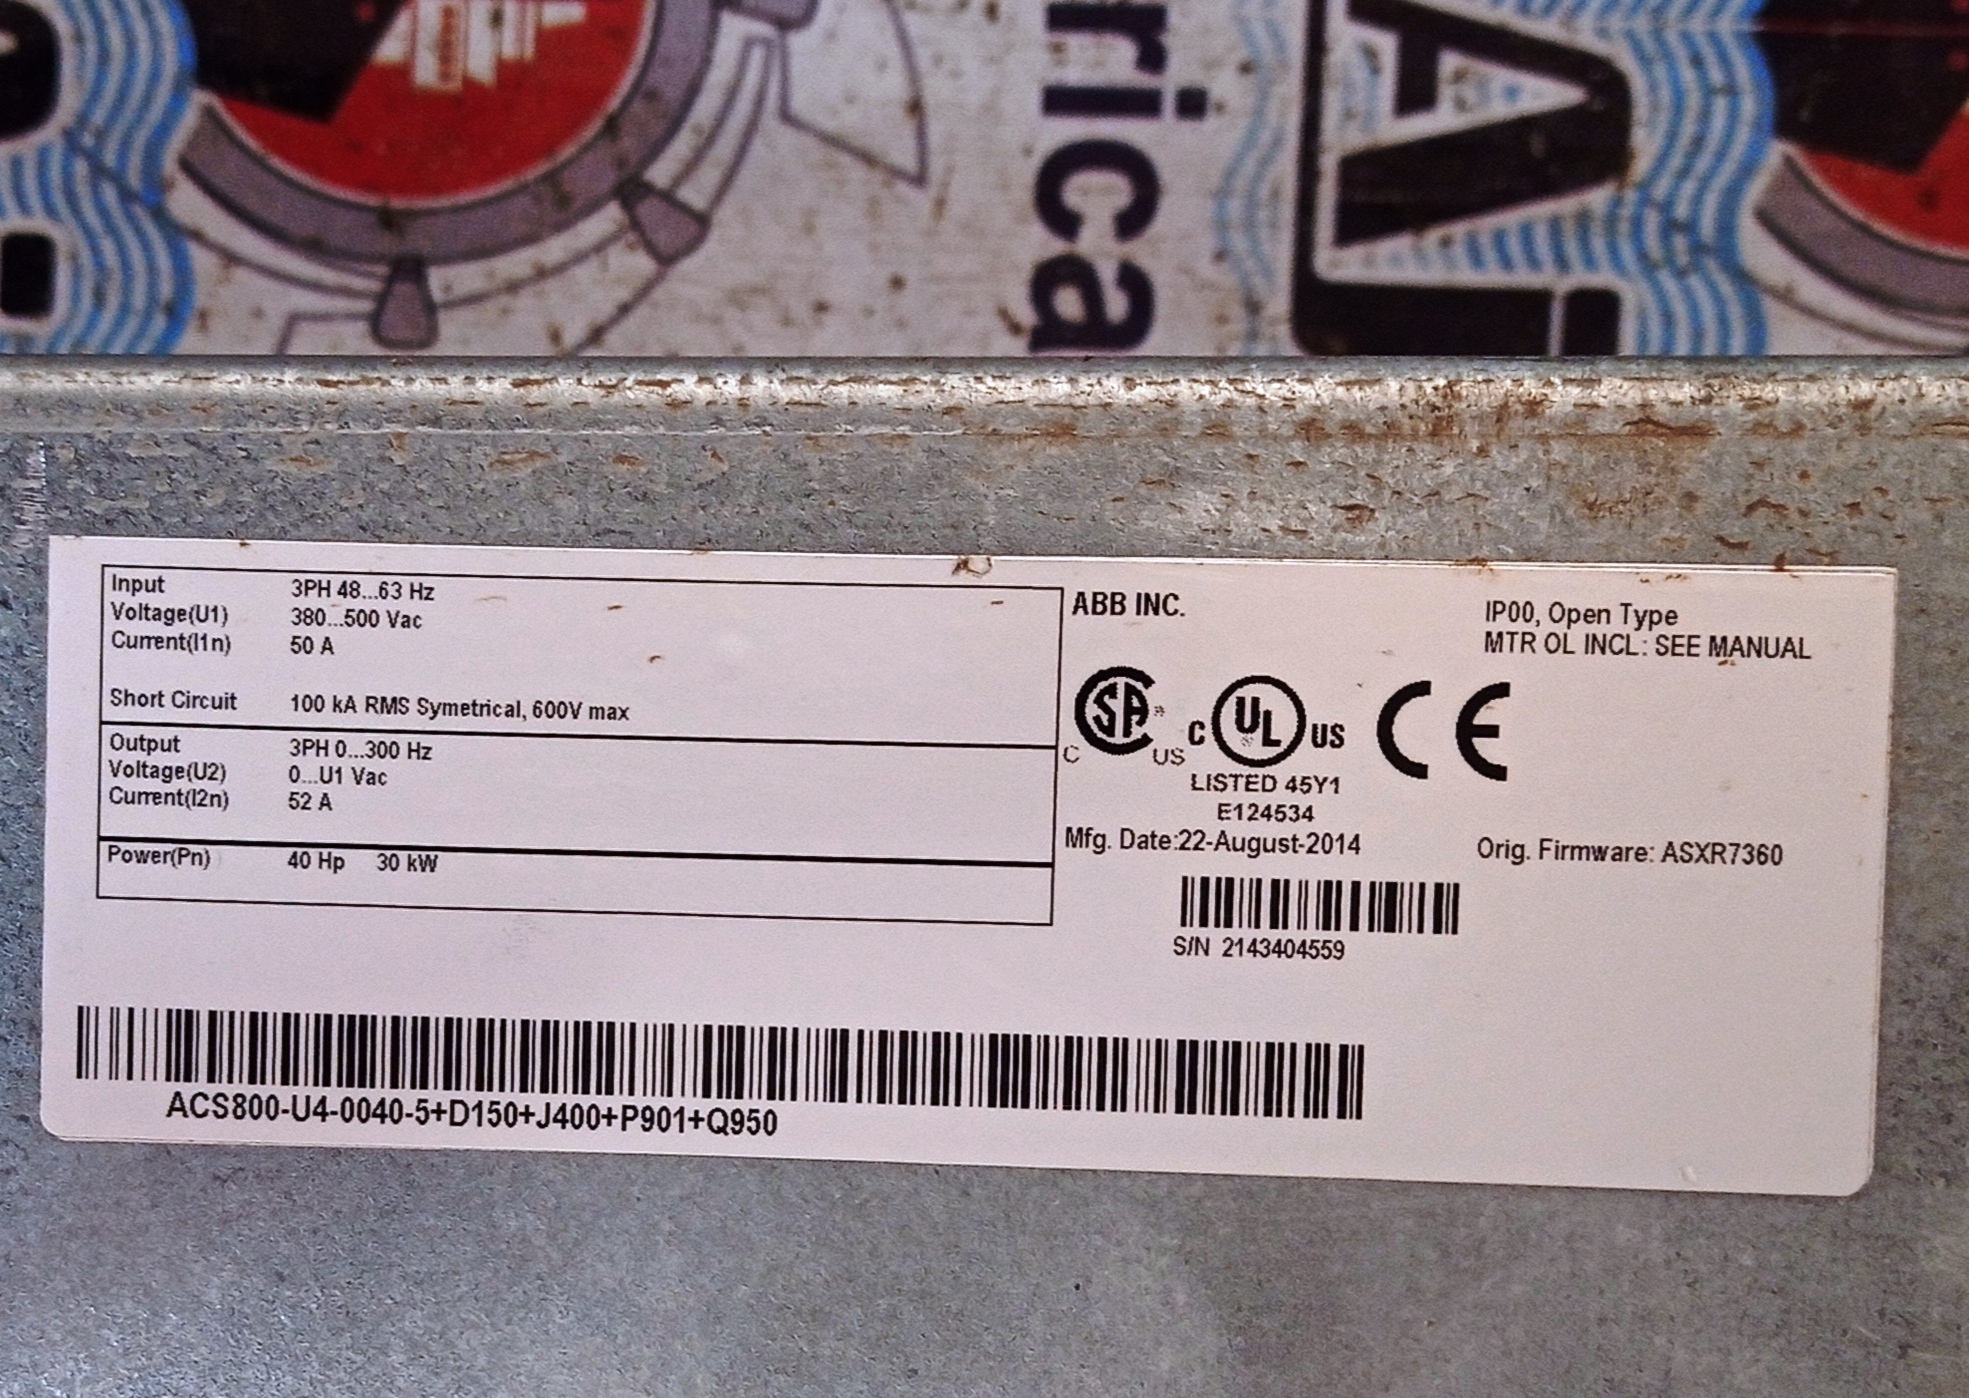 rica
A
Input 3PH 48...63 Hz
Voltage(U1) 380...500 Vac
Current(I1n) 50 A
Short Circuit 100 kA RMS Symetrical, 600V max
Output 3PH 0...300 Hz
Voltage(U2) 0...U1 Vac
Current(I2n) 52 A
Power(Pn) 40 Hp 30 kW
ABB INC.
IP00, Open Type
MTR OL INCL: SEE MANUAL
C SA US
C UL US
CE
LISTED 45Y1
E124534
Mfg. Date:22-August-2014
Orig. Firmware: ASXR7360
S/N 2143404559
ACS800-U4-0040-5+D150+J400+P901+Q950